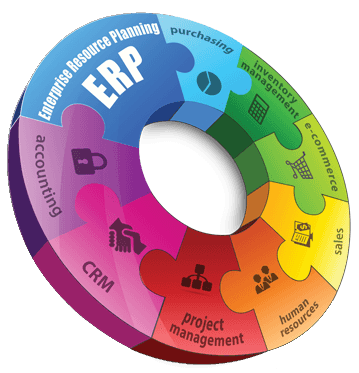 Enterprise Resource Planning
ERP
purchasing
inventory
management
e-commerce
sales
human
resources
project
management
CRM
accounting